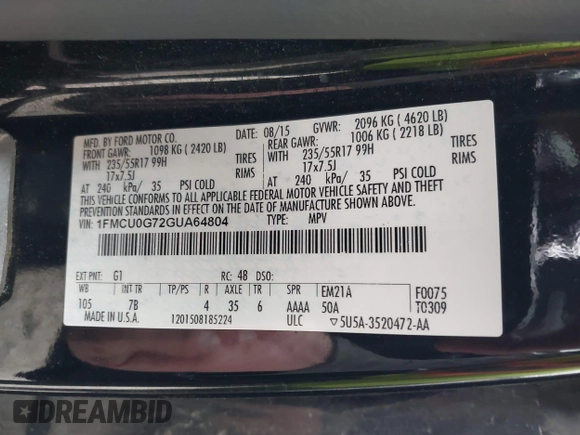 MFD. BY FORD MOTOR CO.
DATE: 08/15 GVWR: 2096 KG ( 4620 LB)
FRONT GAWR: 1098 KG ( 2420 LB) REAR GAWR: 1006 KG ( 2218 LB)
WITH 235/55R17 99H TIRES WITH 235/55R17 99H TIRES
17x7.5J RIMS 17x7.5J RIMS
AT 240 kPa/ 35 PSI COLD AT 240 kPa/ 35 PSI COLD
THIS VEHICLE CONFORMS TO ALL APPLICABLE FEDERAL MOTOR VEHICLE SAFETY AND THEFT
PREVENTION STANDARDS IN EFFECT ON THE DATE OF MANUFACTURE SHOWN ABOVE.
VIN: 1FMCU0G72GUA64804 TYPE: MPV
EXT PNT: G1 RC: 48 DSO:
WB INT TR TP/PS R AXLE TR SPR EM21A F0075
105 7B 4 35 6 AAAA 50A T0309
MADE IN U.S.A. 1201508185224 ULC ▽5U5A-3520472-AA
DREAMBID